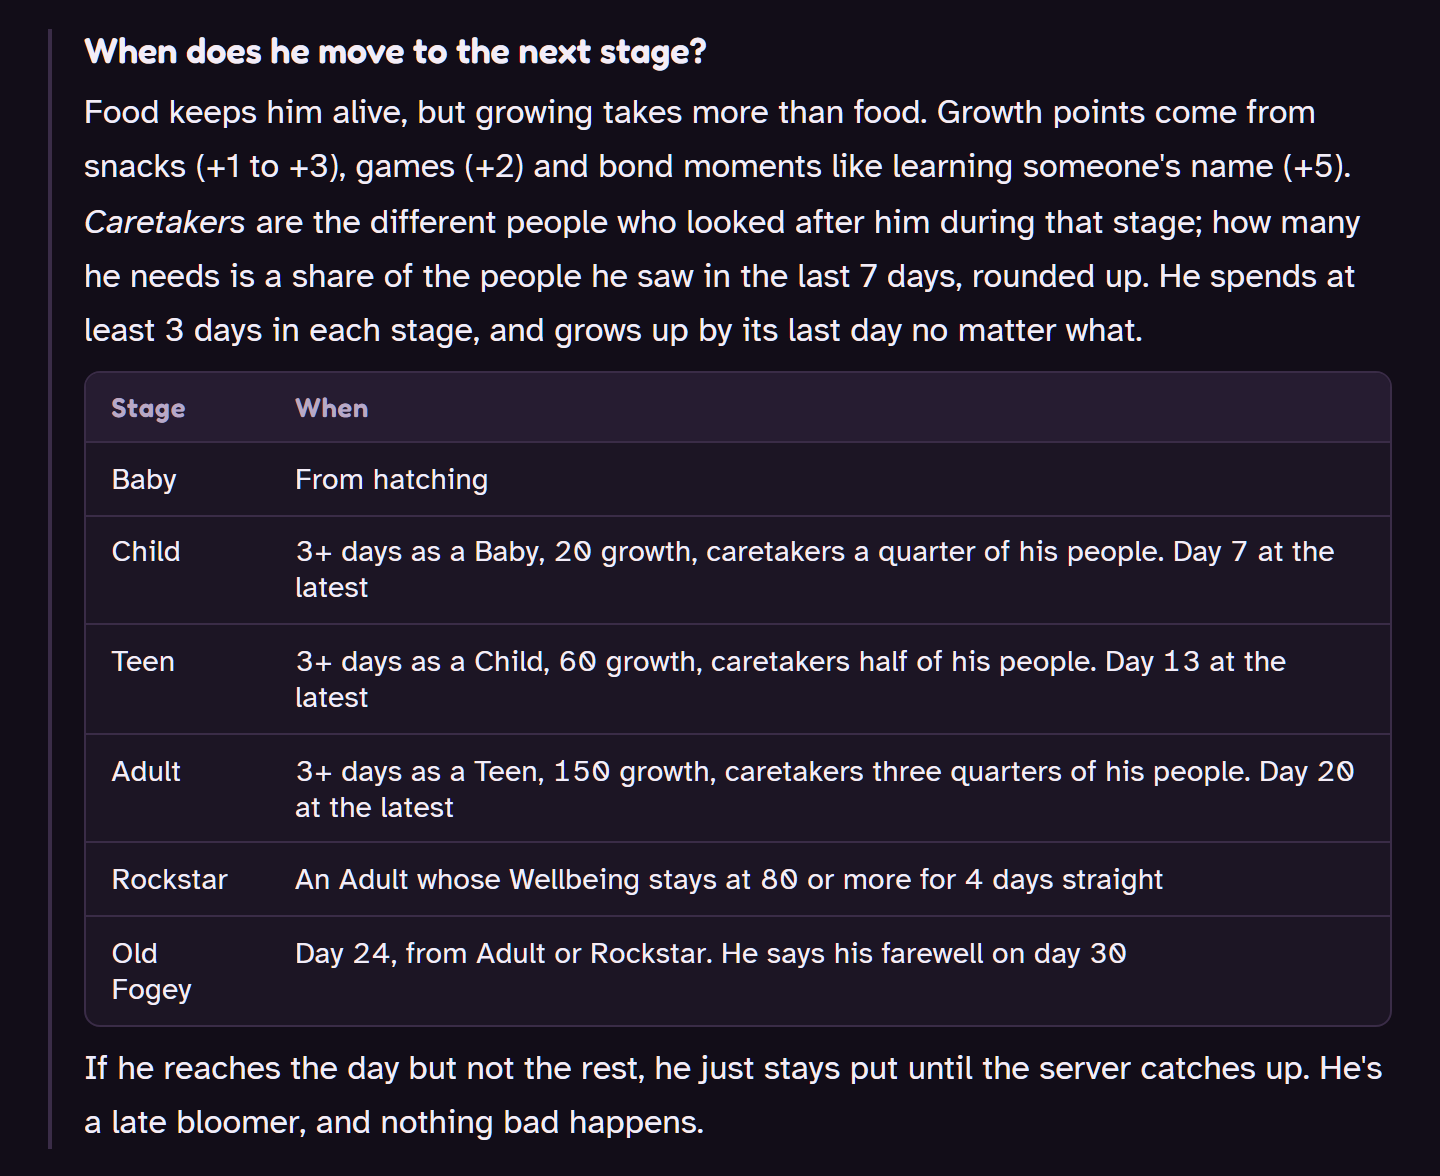 When does he move to the next stage?
Food keeps him alive, but growing takes more than food. Growth points come from
snacks (+1 to +3), games (+2) and bond moments like learning someone's name (+5).
Caretakers are the different people who looked after him during that stage; how many
he needs is a share of the people he saw in the last 7 days, rounded up. He spends at
least 3 days in each stage, and grows up by its last day no matter what.
Stage When
Baby From hatching
Child 3+ days as a Baby, 20 growth, caretakers a quarter of his people. Day 7 at the
latest
Teen 3+ days as a Child, 60 growth, caretakers half of his people. Day 13 at the
latest
Adult 3+ days as a Teen, 150 growth, caretakers three quarters of his people. Day 20
at the latest
Rockstar An Adult whose Wellbeing stays at 80 or more for 4 days straight
Old Day 24, from Adult or Rockstar. He says his farewell on day 30
Fogey
If he reaches the day but not the rest, he just stays put until the server catches up. He's
a late bloomer, and nothing bad happens.